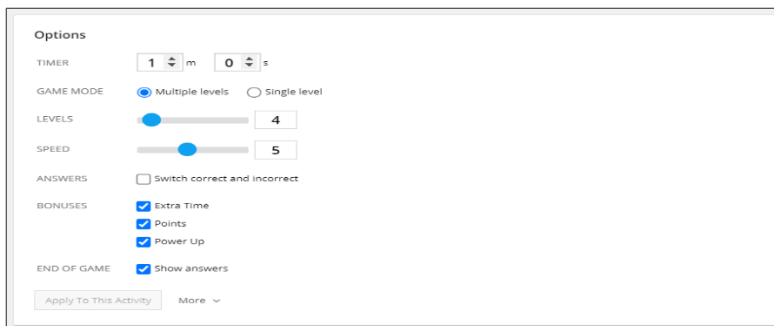 Options
TIMER 1 m 0 s
GAME MODE Multiple levels Single level
LEVELS 4
SPEED 5
ANSWERS Switch correct and incorrect
BONUSES Extra Time
Points
Power Up
END OF GAME Show answers
Apply To This Activity More